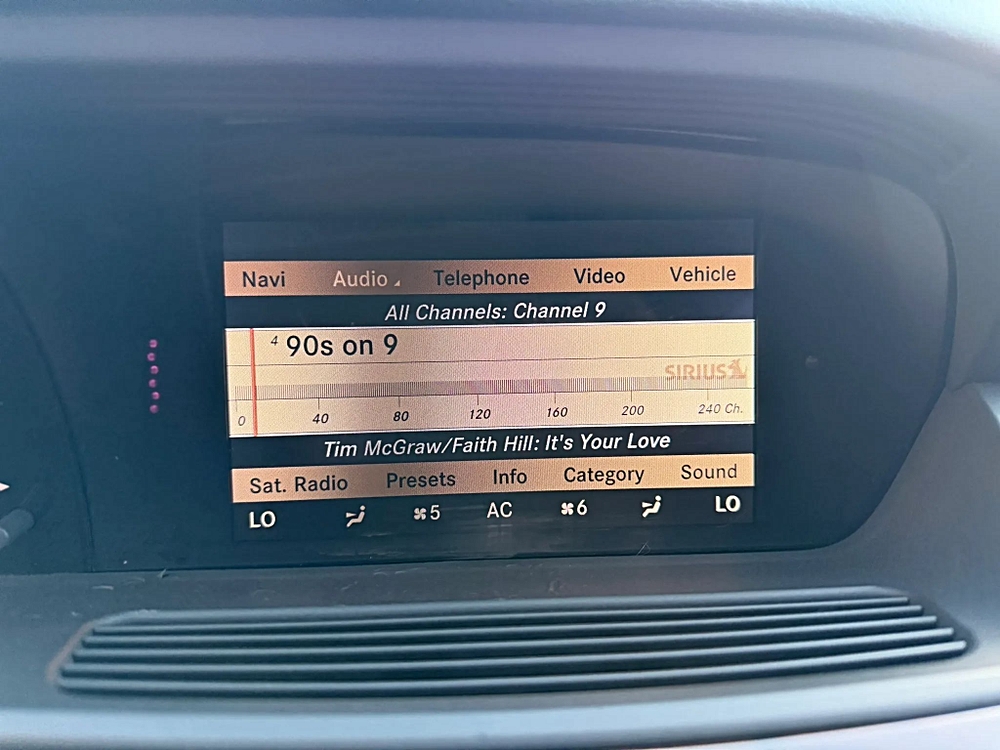 Navi Audio Telephone Video Vehicle
All Channels: Channel 9
4 90s on 9
SIRIUS
0 40 80 120 160 200 240 Ch.
Tim McGraw/Faith Hill: It's Your Love
Sat. Radio Presets Info Category Sound
LO 5 AC 6 LO